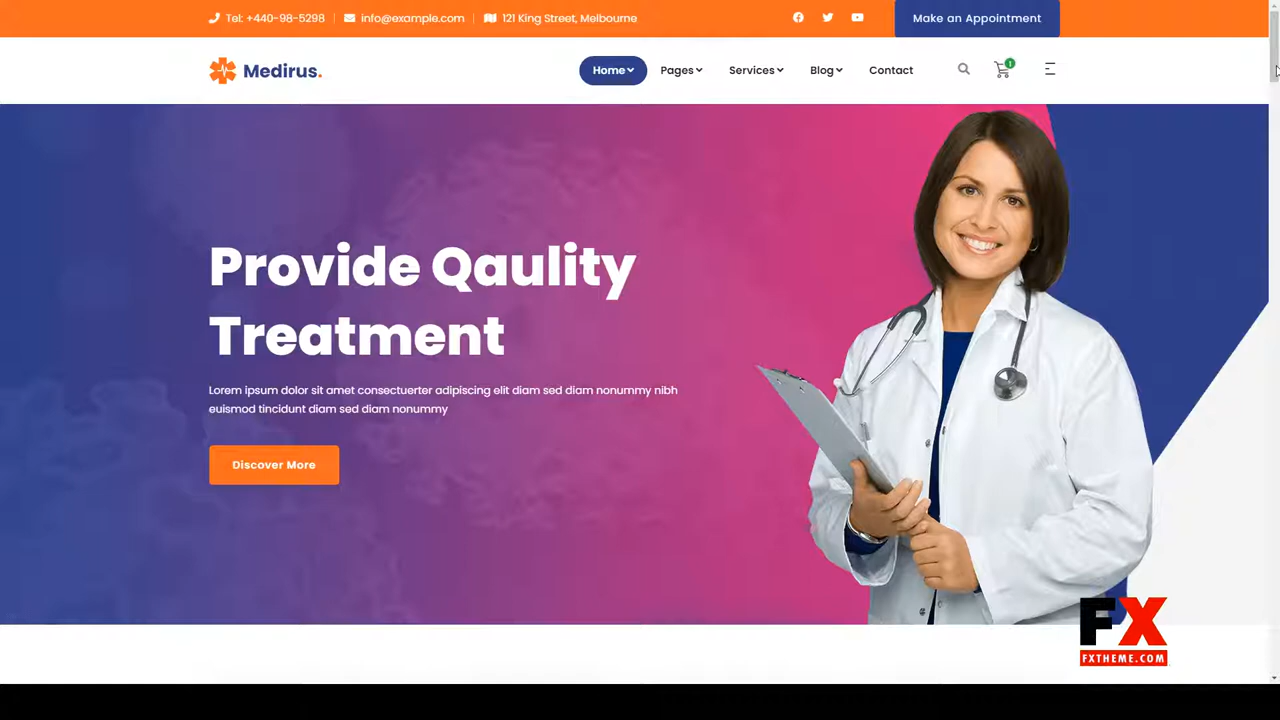 Tel: +440-98-5298 info@example.com 121 King Street, Melbourne Make an Appointment
Medirus. Home Pages Services Blog Contact 1
Provide Qaulity
Treatment
Lorem ipsum dolor sit amet consectuerter adipiscing elit diam sed diam nonummy nibh
euismod tincidunt diam sed diam nonummy
Discover More
FX
FXTHEME.COM